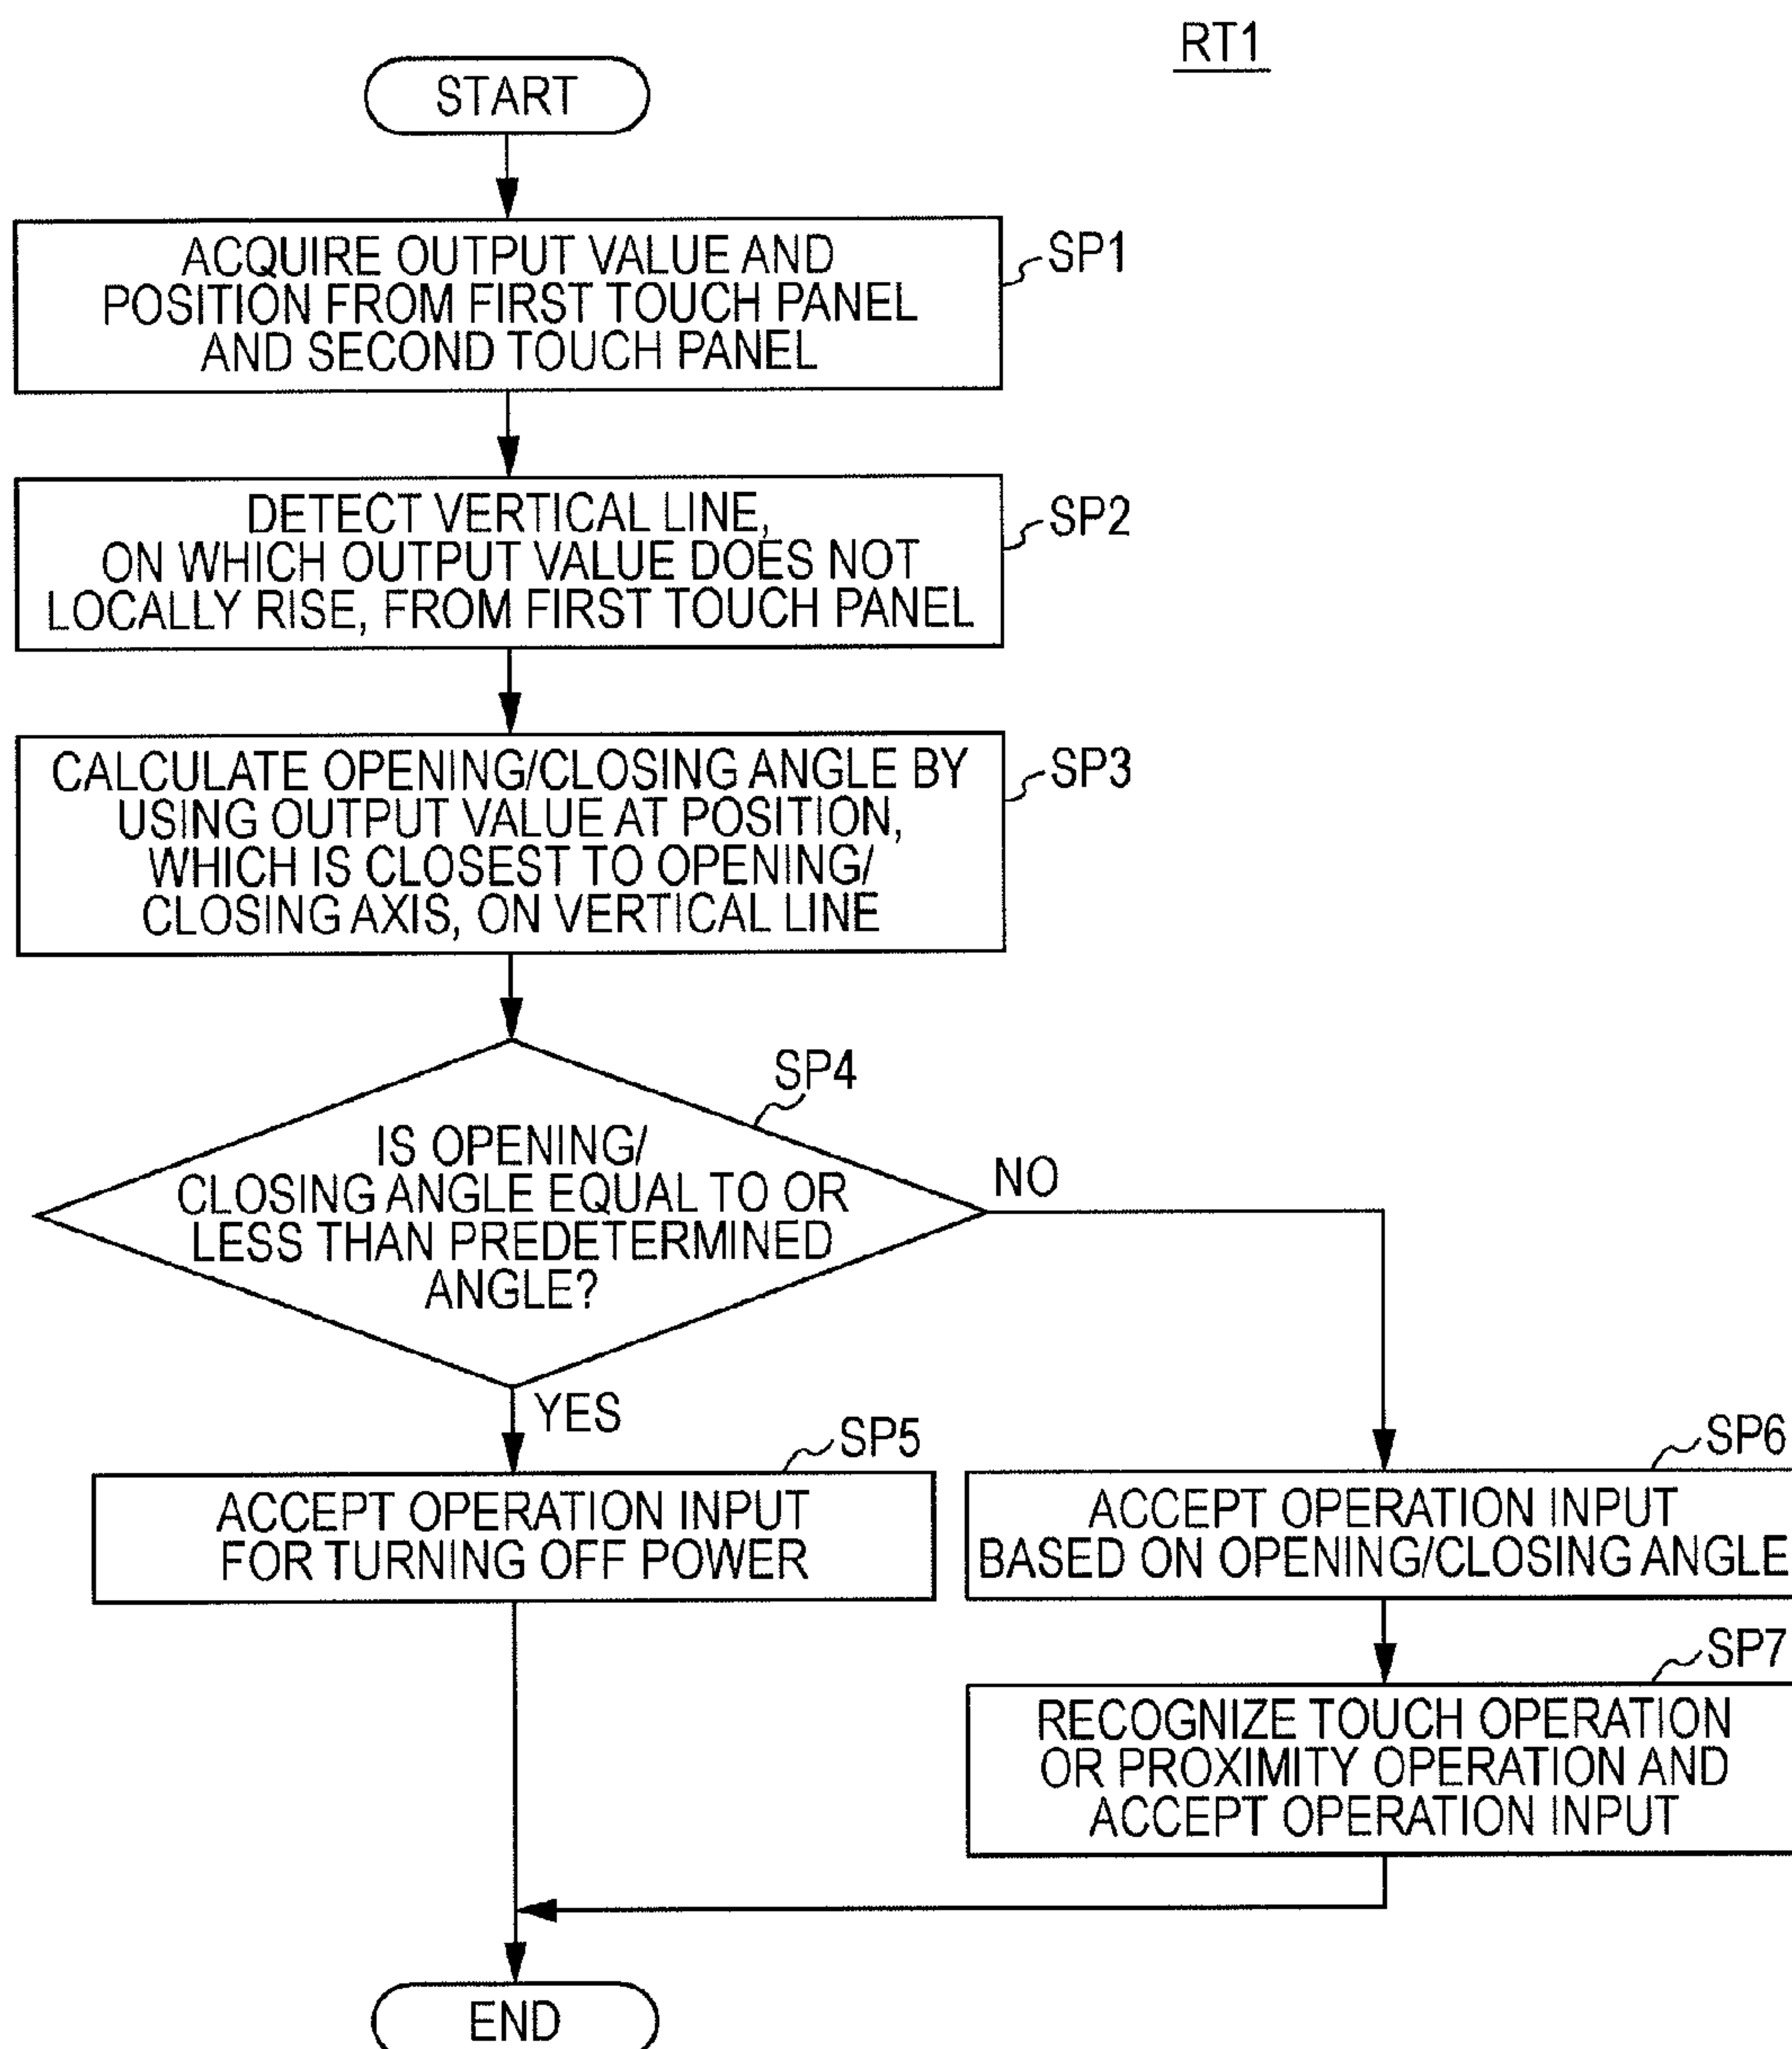 RT1
START
ACQUIRE OUTPUT VALUE AND
POSITION FROM FIRST TOUCH PANEL
AND SECOND TOUCH PANEL
SP1
DETECT VERTICAL LINE,
ON WHICH OUTPUT VALUE DOES NOT
LOCALLY RISE, FROM FIRST TOUCH PANEL
SP2
CALCULATE OPENING/CLOSING ANGLE BY
USING OUTPUT VALUE AT POSITION,
WHICH IS CLOSEST TO OPENING/
CLOSING AXIS, ON VERTICAL LINE
SP3
SP4
IS OPENING/
CLOSING ANGLE EQUAL TO OR
LESS THAN PREDETERMINED
ANGLE?
NO
YES
SP5
ACCEPT OPERATION INPUT
FOR TURNING OFF POWER
SP6
ACCEPT OPERATION INPUT
BASED ON OPENING/CLOSING ANGLE
SP7
RECOGNIZE TOUCH OPERATION
OR PROXIMITY OPERATION AND
ACCEPT OPERATION INPUT
END